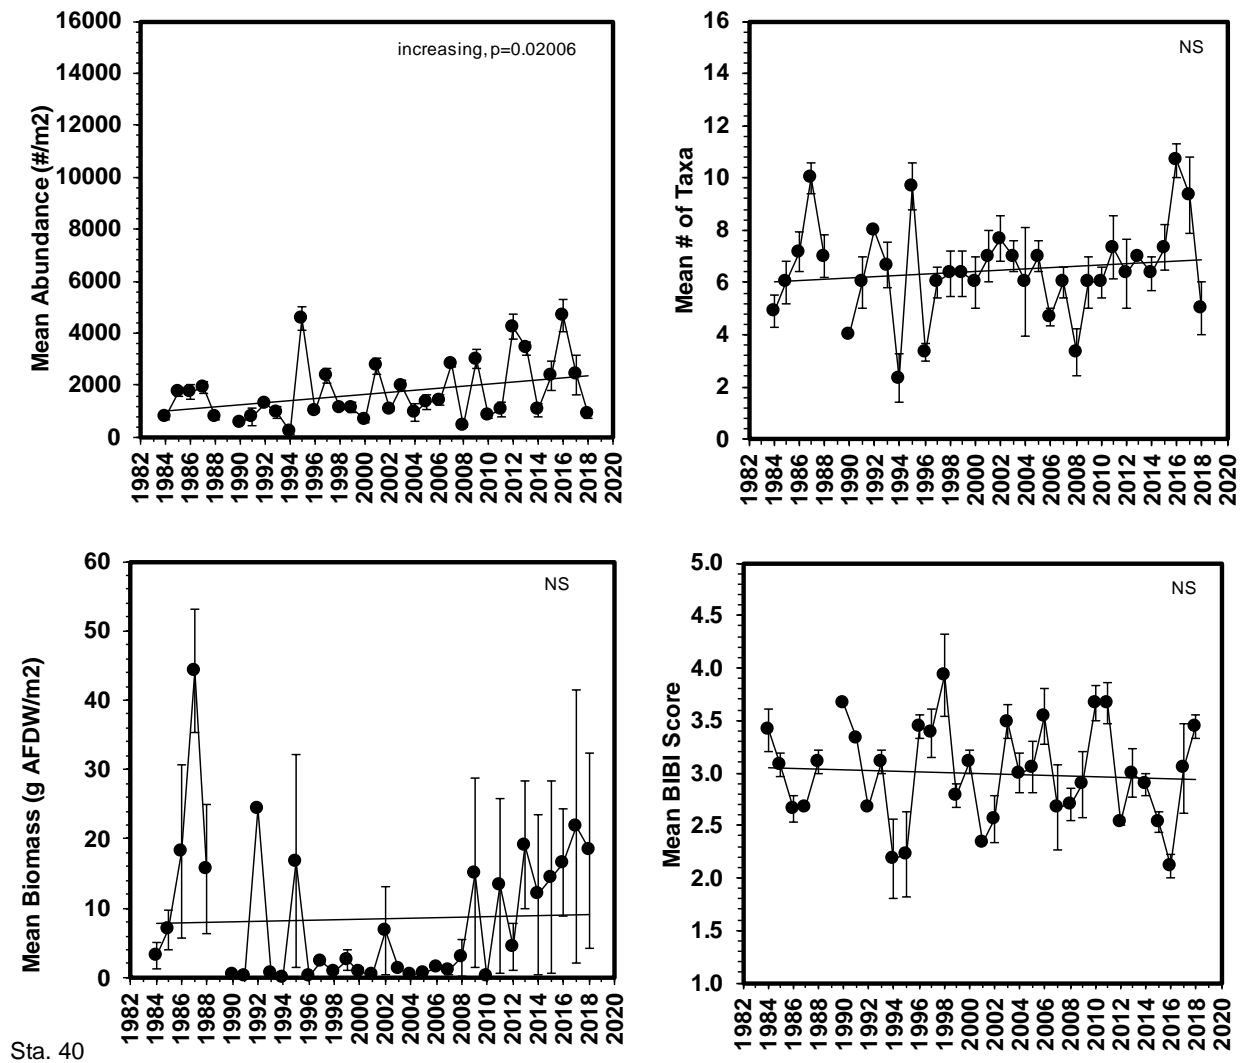 Mean Abundance (#/m2)
16000
14000
12000
10000
8000
6000
4000
2000
0
increasing, p=0.02006
1982 1984 1986 1988 1990 1992 1994 1996 1998 2000 2002 2004 2006 2008 2010 2012 2014 2016 2018 2020
Mean # of Taxa
16
14
12
10
8
6
4
2
0
NS
1982 1984 1986 1988 1990 1992 1994 1996 1998 2000 2002 2004 2006 2008 2010 2012 2014 2016 2018 2020
Mean Biomass (g AFDW/m2)
60
50
40
30
20
10
0
NS
1982 1984 1986 1988 1990 1992 1994 1996 1998 2000 2002 2004 2006 2008 2010 2012 2014 2016 2018 2020
Mean BIBI Score
5.0
4.5
4.0
3.5
3.0
2.5
2.0
1.5
1.0
NS
1982 1984 1986 1988 1990 1992 1994 1996 1998 2000 2002 2004 2006 2008 2010 2012 2014 2016 2018 2020
Sta. 40